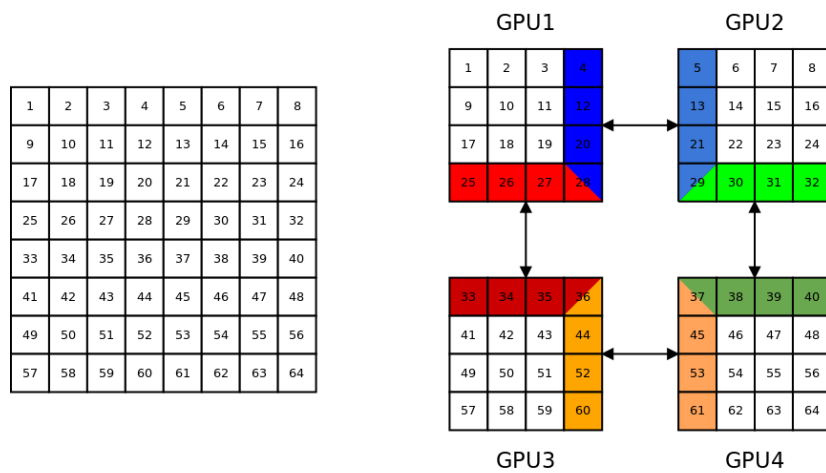 GPU1 GPU2
1 2 3 4 5 6 7 8
9 10 11 12 13 14 15 16
17 18 19 20 21 22 23 24
25 26 27 28 29 30 31 32
33 34 35 36 37 38 39 40
41 42 43 44 45 46 47 48
49 50 51 52 53 54 55 56
57 58 59 60 61 62 63 64
1 2 3 4
9 10 11 12
17 18 19 20
25 26 27 28
5 6 7 8
13 14 15 16
21 22 23 24
29 30 31 32
33 34 35 36
41 42 43 44
49 50 51 52
57 58 59 60
37 38 39 40
45 46 47 48
53 54 55 56
61 62 63 64
GPU3 GPU4